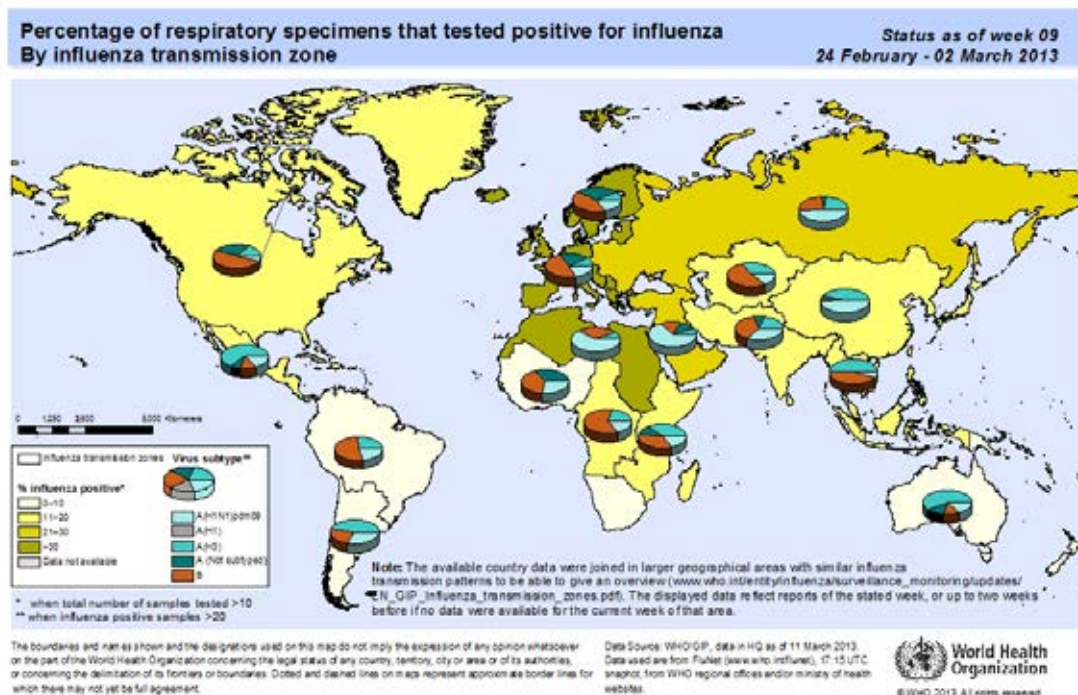 Percentage of respiratory specimens that tested positive for influenza
By influenza transmission zone
Status as of week 09
24 February - 02 March 2013
0 1,250 2,500 5,000 Kilometers
Influenza transmission zones
Virus subtype**
% influenza positive*
0-10
11-20
21-30
>30
Data not available
A(H1N1)pdm09
A(H1)
A(H3)
A (Not subtyped)
B
* when total number of samples tested >10
** when influenza positive samples >20
Note: The available country data were joined in larger geographical areas with similar influenza
transmission patterns to be able to give an overview (www.who.int/entity/influenza/surveillance_monitoring/updates/
EN_GIP_Influenza_transmission_zones.pdf). The displayed data reflect reports of the stated week, or up to two weeks
before if no data were available for the current week of that area.
The boundaries and names shown and the designations used on this map do not imply the expression of any opinion whatsoever
on the part of the World Health Organization concerning the legal status of any country, territory, city or area or of its authorities,
or concerning the delimitation of its frontiers or boundaries. Dotted and dashed lines on maps represent approximate border lines for
which there may not yet be full agreement.
Data Source: WHO/GIP, data in HQ as of 11 March 2013.
Data used are from FluNet (www.who.int/flunet), 17:15 UTC
snapshot, from WHO regional offices and/or ministry of health
websites.
World Health
Organization
© WHO 2013. All rights reserved.